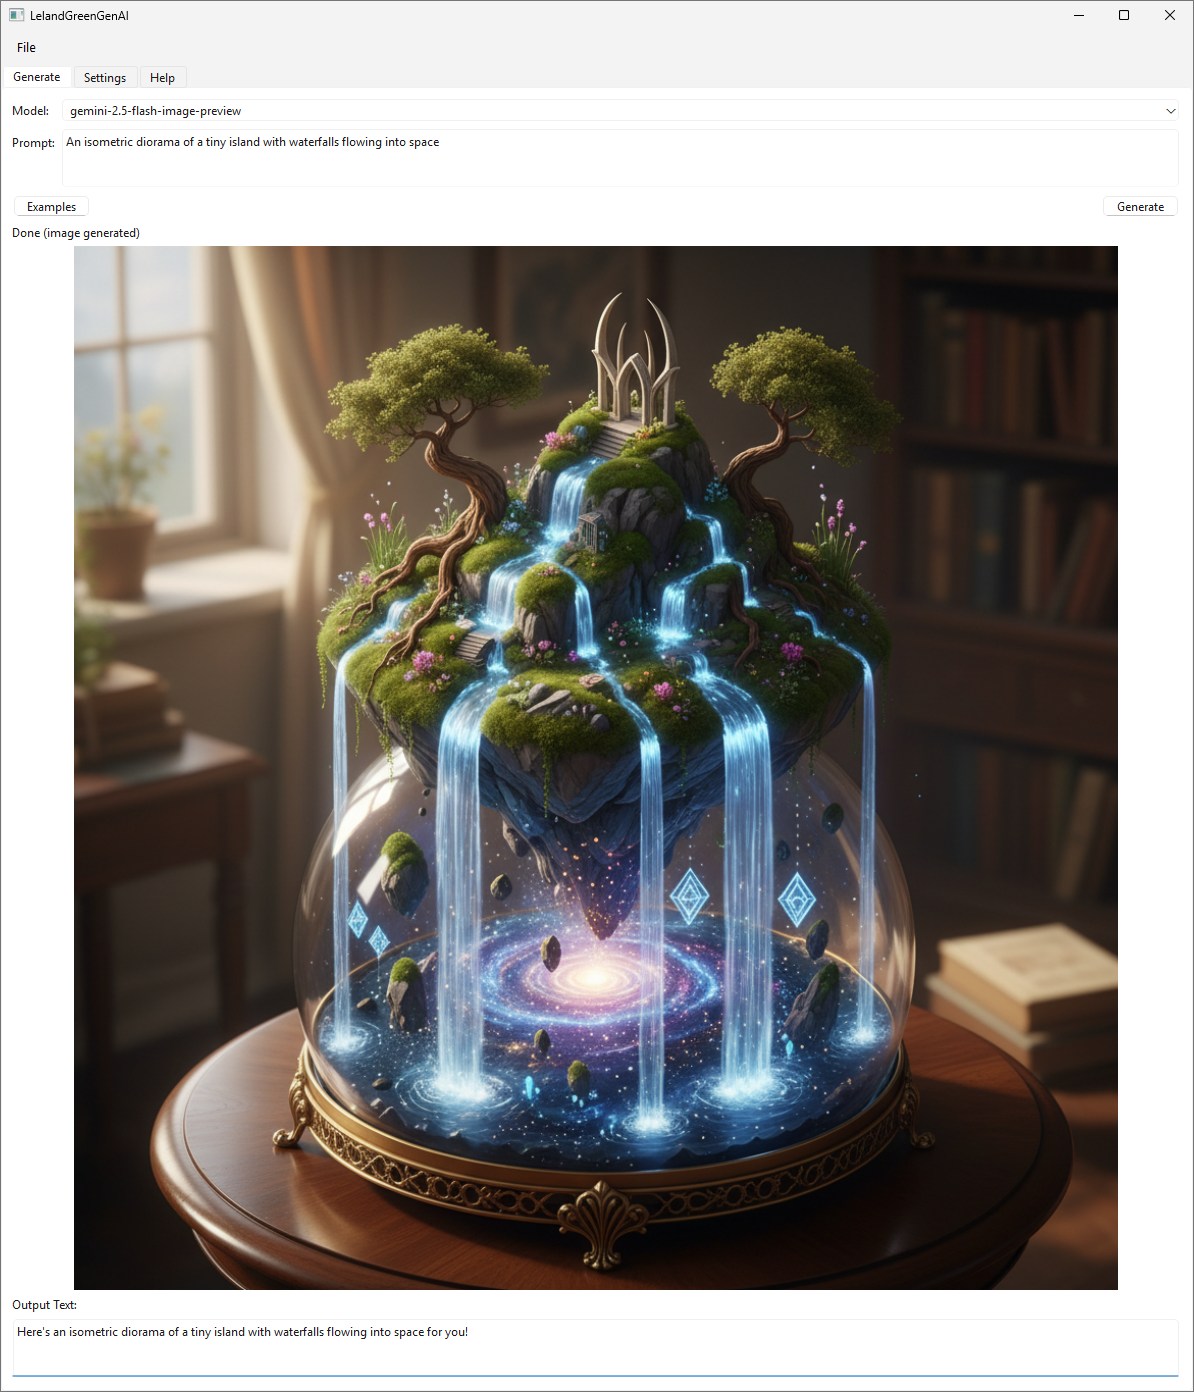 LelandGreenGenAI
File
Generate Settings Help
Model: gemini-2.5-flash-image-preview
Prompt: An isometric diorama of a tiny island with waterfalls flowing into space
Examples Generate
Done (image generated)
Output Text:
Here's an isometric diorama of a tiny island with waterfalls flowing into space for you!